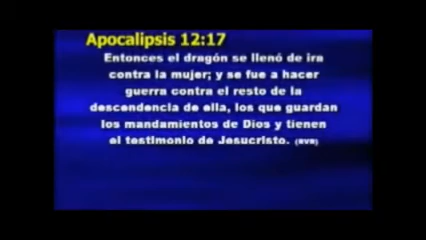 Apocalipsis 12:17
Entonces el dragón se llenó de ira
contra la mujer; y se fue a hacer
guerra contra el resto de la
descendencia de ella, los que guardan
los mandamientos de Dios y tienen
el testimonio de Jesucristo. (RVR)